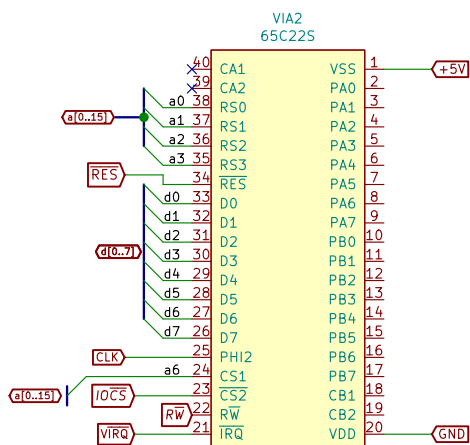 VIA2
65C22S
40 CA1 VSS 1 +5V
39 CA2 PA0 2
a0 38 RS0 PA1 3
a[0..15] a1 37 RS1 PA2 4
a2 36 RS2 PA3 5
a3 35 RS3 PA4 6
RES 34 RES PA5 7
d0 33 D0 PA6 8
d1 32 D1 PA7 9
d2 31 D2 PB0 10
d[0..7] d3 30 D3 PB1 11
d4 29 D4 PB2 12
d5 28 D5 PB3 13
d6 27 D6 PB4 14
d7 26 D7 PB5 15
CLK 25 PHI2 PB6 16
a6 24 CS1 PB7 17
a[0..15] IOCS 23 CS2 CB1 18
RW 22 RW CB2 19
VIRQ 21 IRQ VDD 20 GND